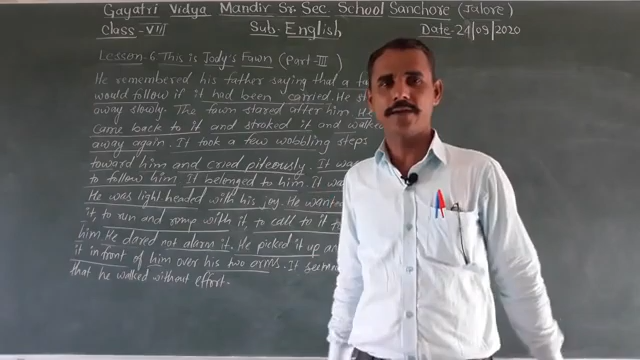 Gayatri Vidya Mandir Sr. Sec. School Sanchore (Jalore)
Class-VIII Sub. English Date-21/09/2020
Lesson-6 This is Jody's Fawn (Part-III)
He remembered his father saying that a
would follow if it had been carried. He
away slowly. The fawn stared after him. He
came back to it and stroked it and walked
away again. It took a few wobbling steps
toward him and cried piteously. It was
to follow him. It belonged to him. It was
He was light-headed with his joy. He wanted
it, to run and romp with it, to call to it
him. He dared not alarm it. He picked it up
it infront of him over his two arms. It seemed
that he walked without effort.